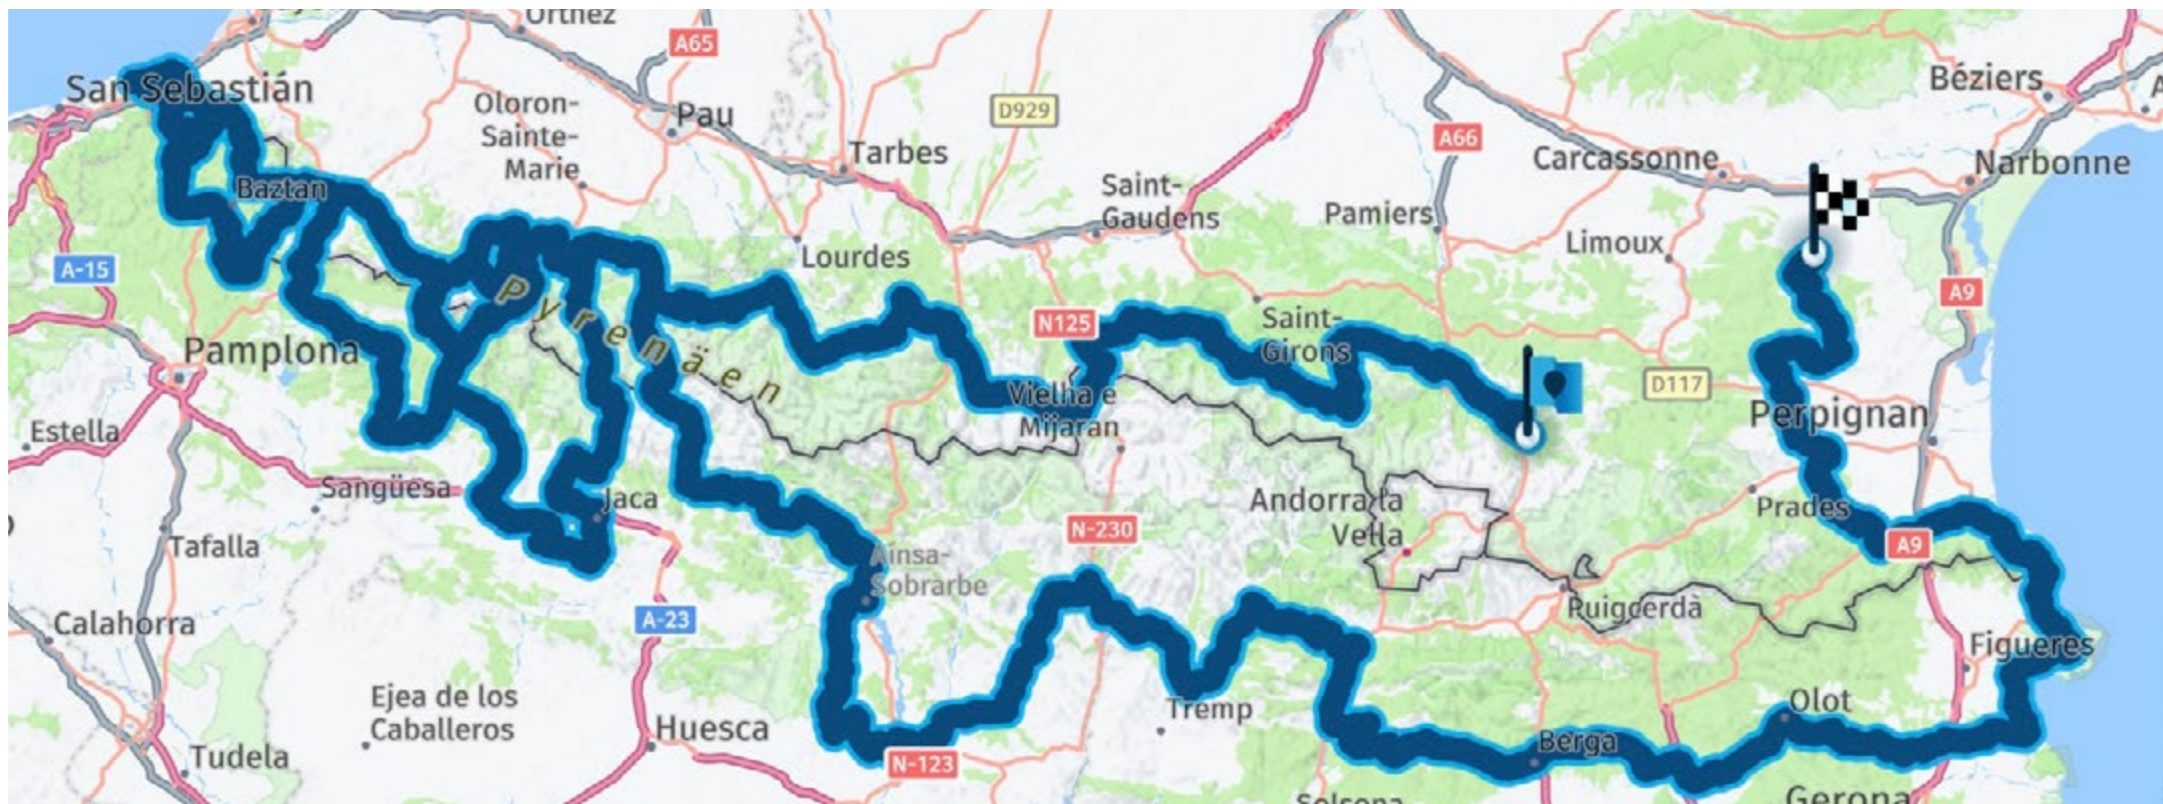 Orthez
A65
San Sebastián
Oloron-
Sainte-
Marie
Pau
D929
Béziers
A66
Tarbes
Carcassonne
Narbonne
Baztan
Saint-
Gaudens
Pamiers
Limoux
A-15
Lourdes
A9
Pyrenäen
N125
Saint-
Girons
Pamplona
D117
Vielha e
Mijaran
Perpignan
Estella
Sangüesa
Jaca
Andorra la
Vella
Prades
N-230
A9
Tafalla
Aínsa-
Sobrarbe
Puigcerdà
A-23
Calahorra
Figueres
Ejea de los
Caballeros
Tremp
Olot
Huesca
Berga
Tudela
N-123
Solsona
Gerona